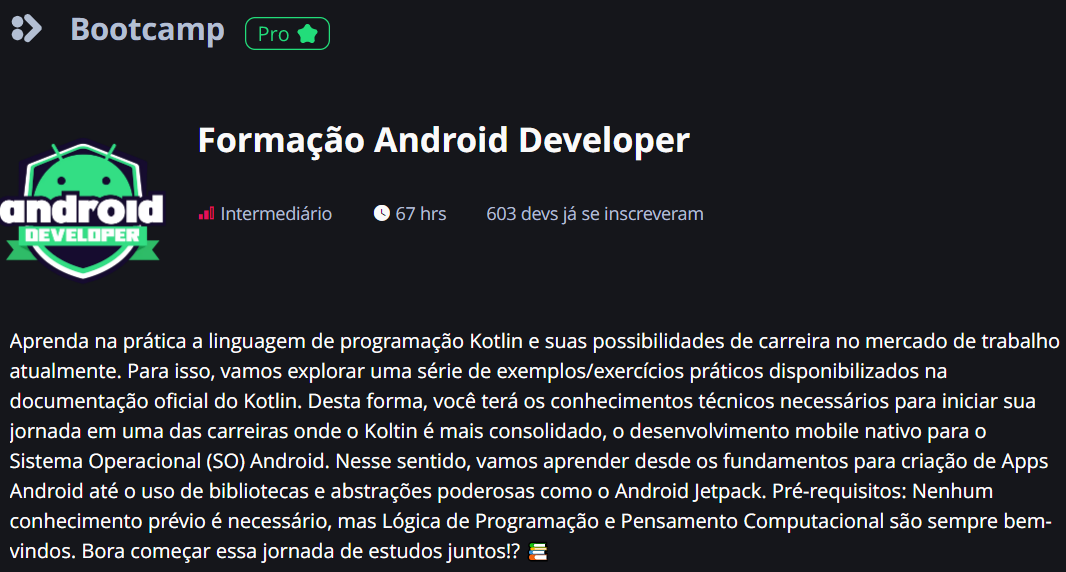 Bootcamp Pro
Formação Android Developer
android
DEVELOPER
Intermediário 67 hrs 603 devs já se inscreveram
Aprenda na prática a linguagem de programação Kotlin e suas possibilidades de carreira no mercado de trabalho
atualmente. Para isso, vamos explorar uma série de exemplos/exercícios práticos disponibilizados na
documentação oficial do Kotlin. Desta forma, você terá os conhecimentos técnicos necessários para iniciar sua
jornada em uma das carreiras onde o Koltin é mais consolidado, o desenvolvimento mobile nativo para o
Sistema Operacional (SO) Android. Nesse sentido, vamos aprender desde os fundamentos para criação de Apps
Android até o uso de bibliotecas e abstrações poderosas como o Android Jetpack. Pré-requisitos: Nenhum
conhecimento prévio é necessário, mas Lógica de Programação e Pensamento Computacional são sempre bem-
vindos. Bora começar essa jornada de estudos juntos!? 📚